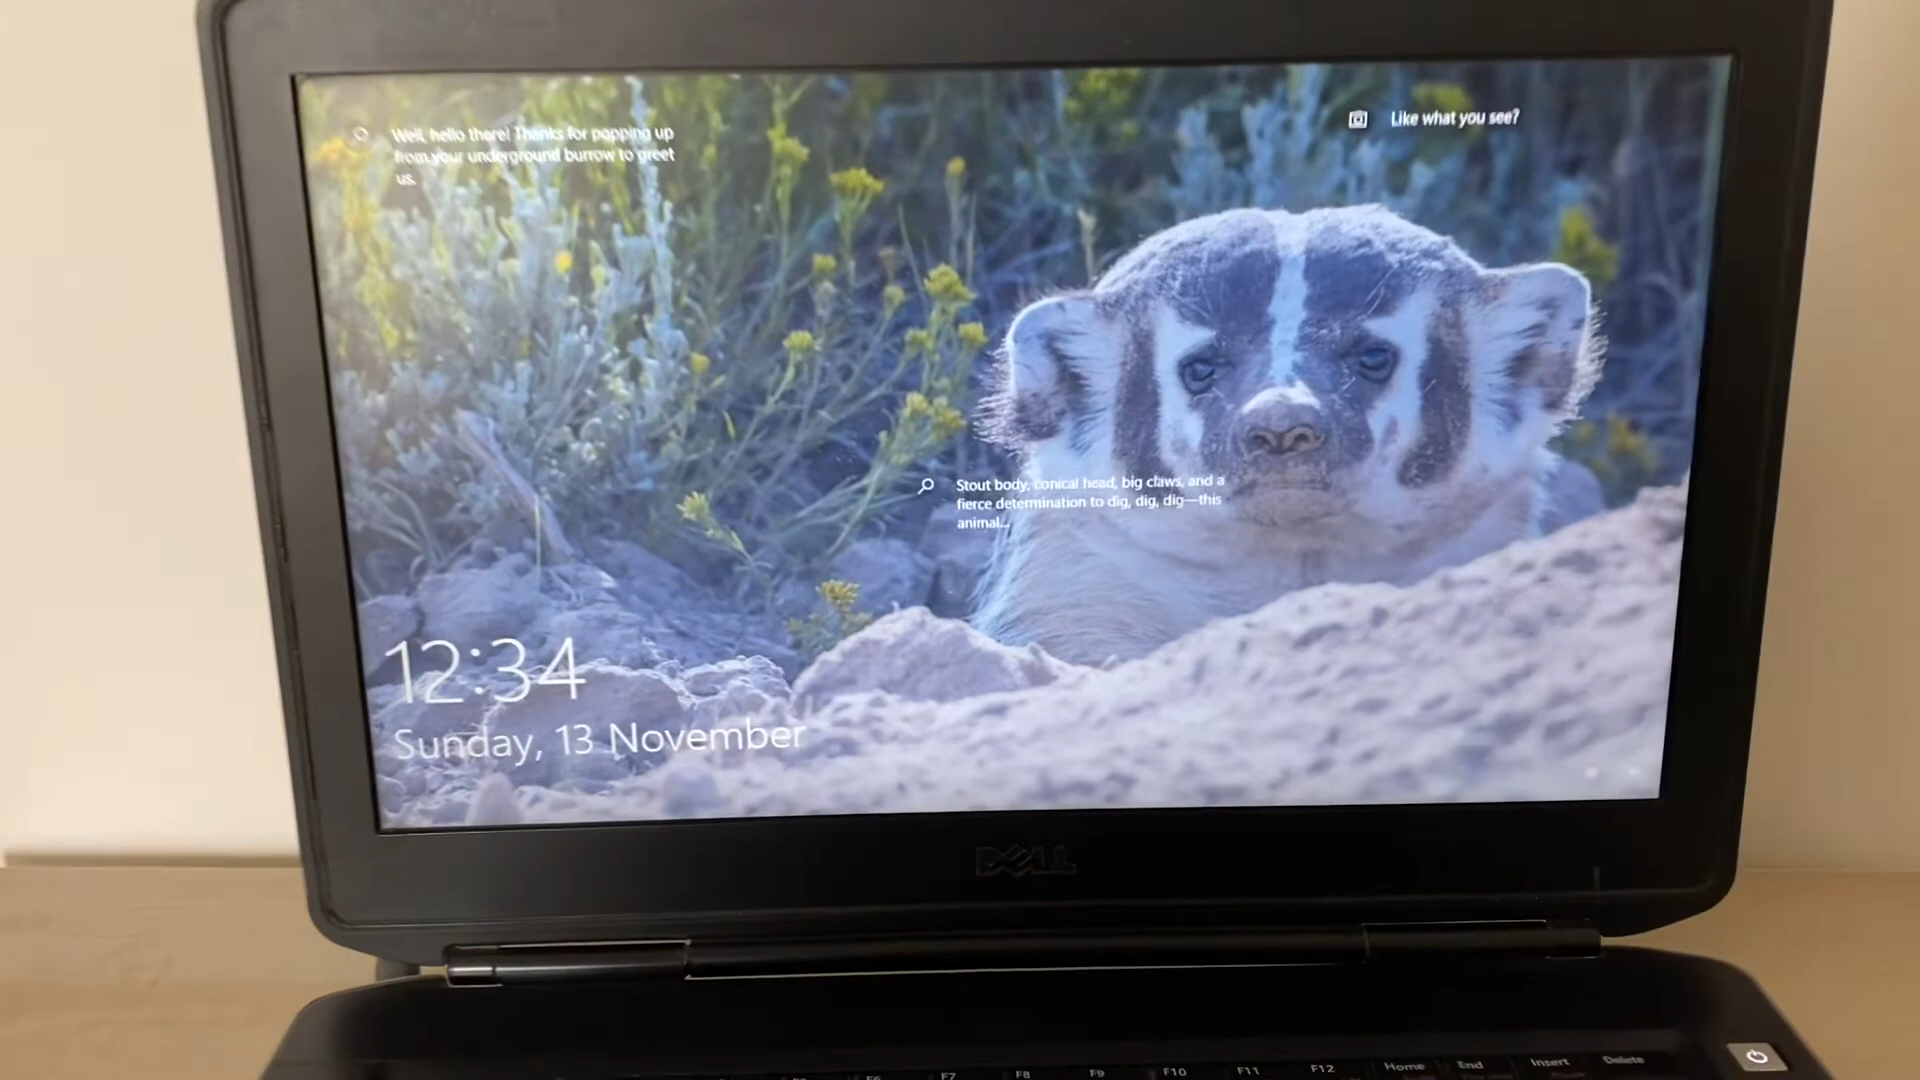 Well, hello there! Thanks for popping up
from your underground burrow to greet
us.
Like what you see?
Stout body, conical head, big claws, and a
fierce determination to dig, dig, dig—this
animal...
12:34
Sunday, 13 November
DELL
F7 F8 F9 F10 F11 F12 Home End Insert Delete